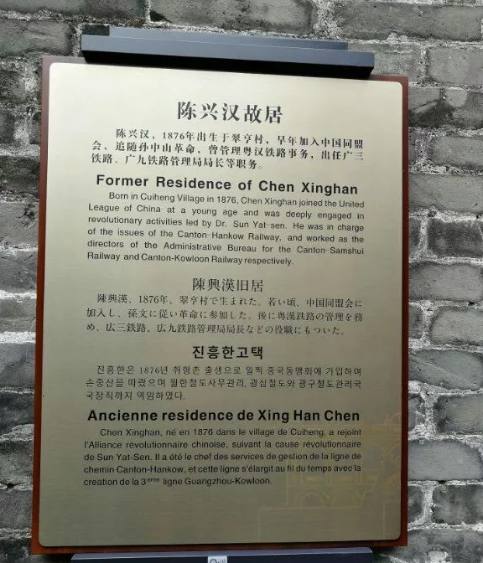 陈兴汉故居
陈兴汉，1876年出生于翠亨村，早年加入中国同盟
会、追随孙中山革命，曾管理粤汉铁路事务，出任广三
铁路、广九铁路管理局局长等职务。
Former Residence of Chen Xinghan
Born in Cuiheng Village in 1876, Chen Xinghan joined the United
League of China at a young age and was deeply engaged in
revolutionary activities led by Dr. Sun Yat-sen. He was in charge
of the issues of the Canton-Hankow Railway, and worked as the
directors of the Administrative Bureau for the Canton-Samshui
Railway and Canton-Kowloon Railway respectively.
陳興漢旧居
陳興漢、1876年、翠亨村で生まれた。若い頃、中国同盟会に
加入し、孫文に従い革命に参加した。後に粤漢鉄路の管理を務
め、広三鉄路、広九鉄路管理局局長などの役職にもついた。
진흥한고택
진흥한은 1876년 취형촌 출생으로 일찍 중국동맹회에 가입하여
손중산을 따랐으며 월한철도사무관리, 광삼철도와 광구철도관리국
국장직까지 역임하였다.
Ancienne residence de Xing Han Chen
Chen Xinghan, né en 1876 dans le village de Cuiheng, a rejoint
l'Alliance revolutionnaire chinoise, suivant la cause révolutionnaire
de Sun Yat-Sen. Il a été le chef des services de gestion de la ligne de
chemin Canton-Hankow, et cette ligne s'élargit au fil du temps avec la
creation de la 3ème ligne Guangzhou-Kowloon.